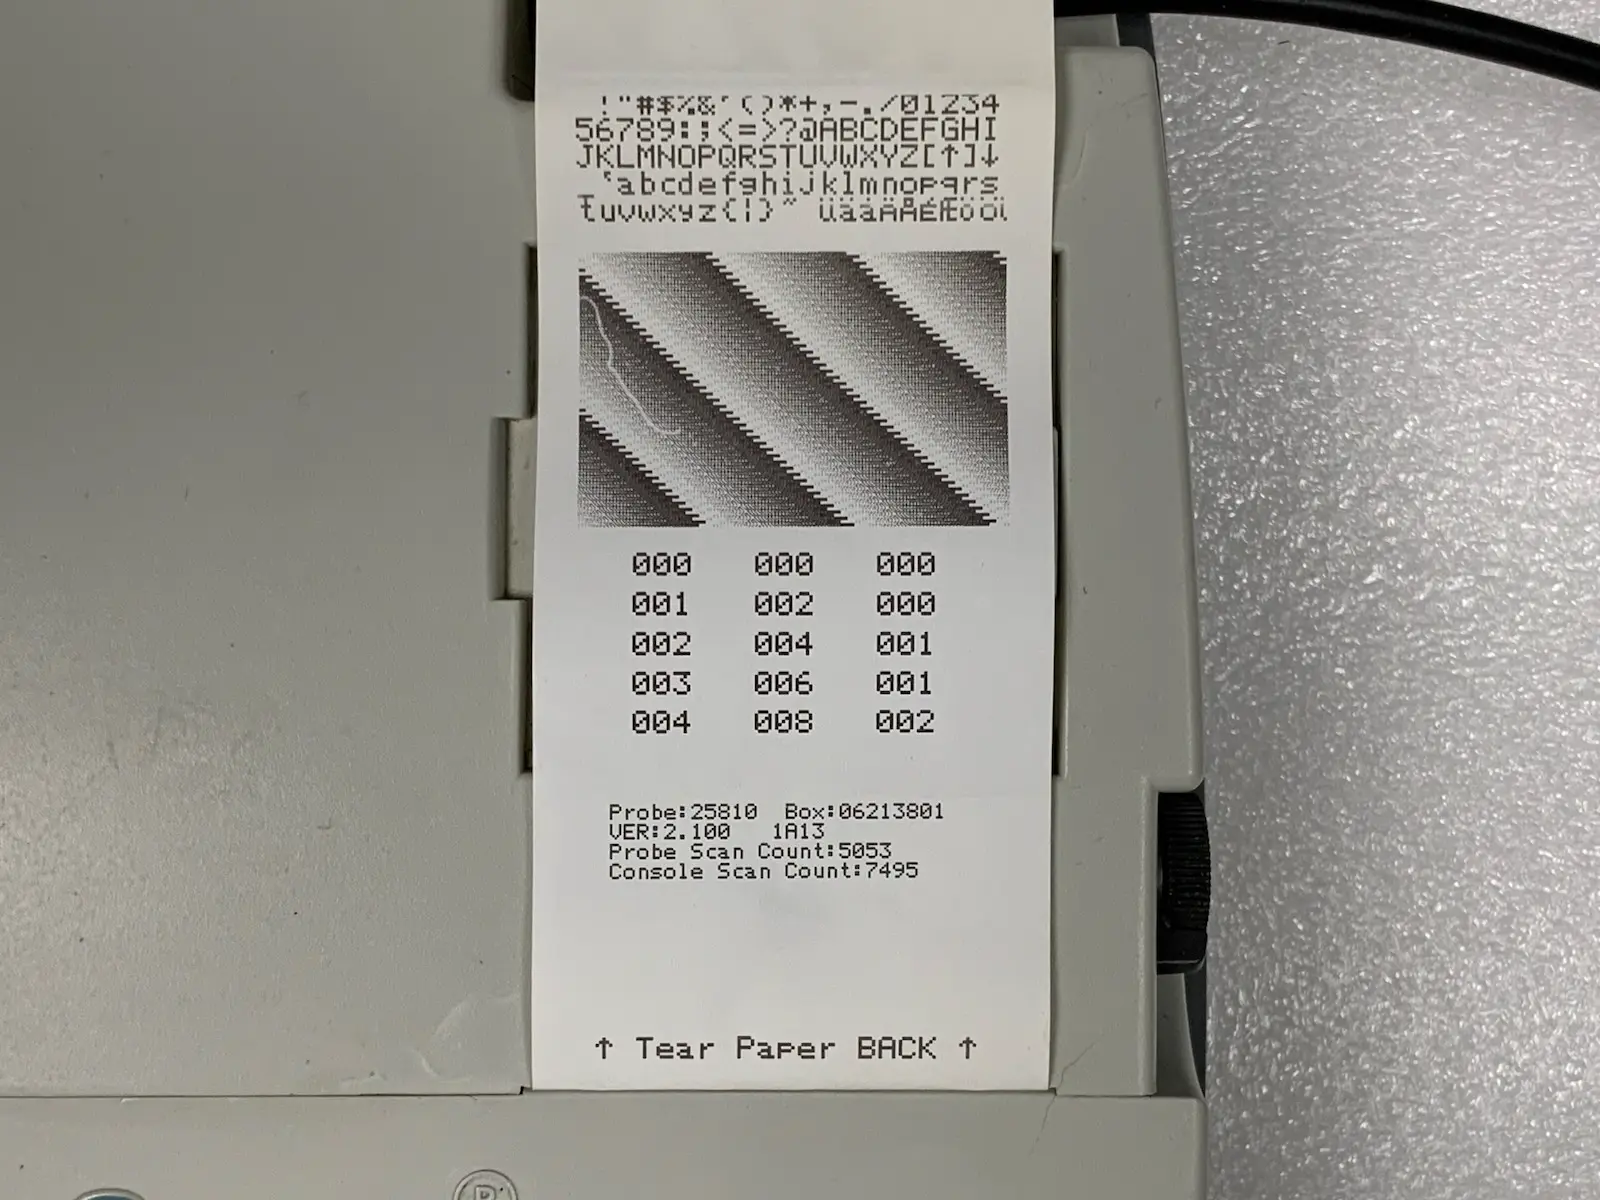 !"#$%&'()*+,-./01234
56789:;<=>?@ABCDEFGHI
JKLMNOPQRSTUVWXYZ[↑]↓
`abcdefghijklmnopqrs
tuvwxyz{|}~ üäàÄÅÉÆöòì
000 000 000
001 002 000
002 004 001
003 006 001
004 008 002
Probe:25810 Box:06213801
VER:2.100 1A13
Probe Scan Count:5053
Console Scan Count:7495
↑ Tear Paper BACK ↑